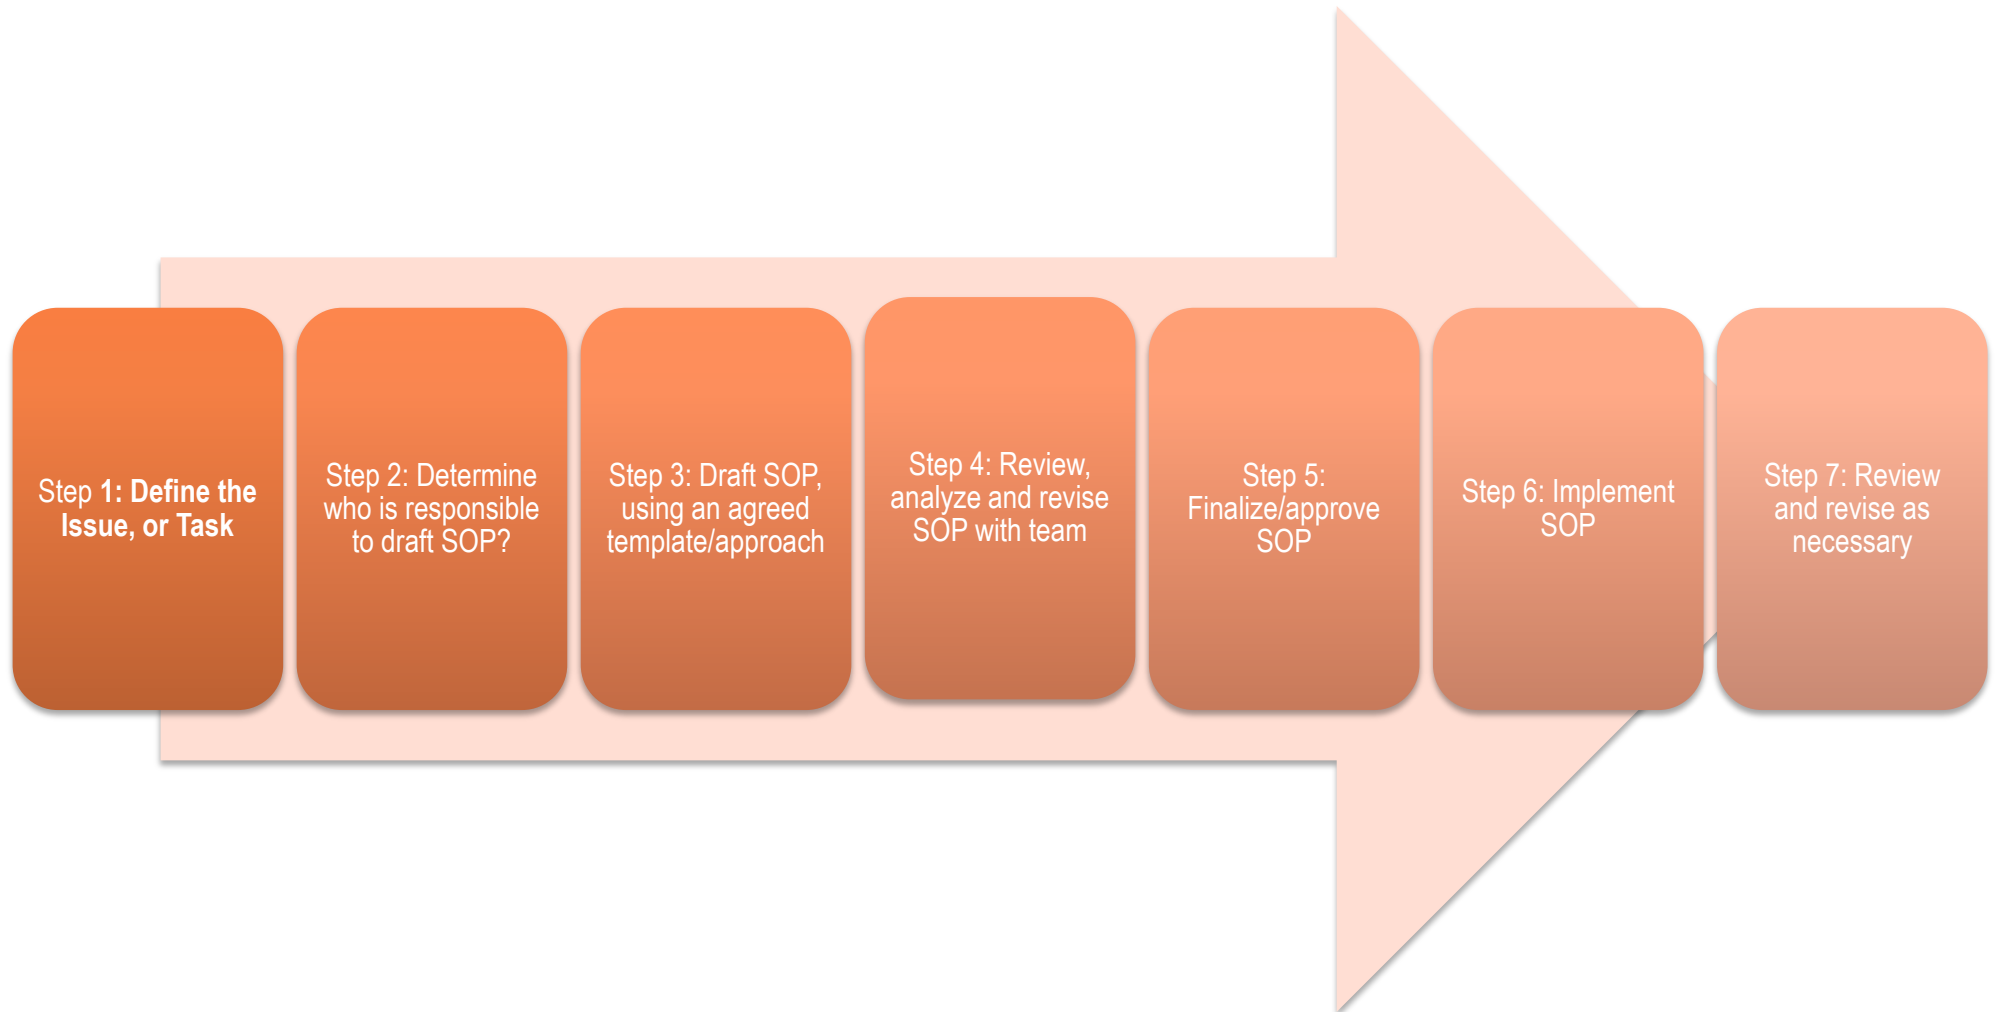 Step 1: Define the
Issue, or Task
Step 2: Determine
who is responsible
to draft SOP?
Step 3: Draft SOP,
using an agreed
template/approach
Step 4: Review,
analyze and revise
SOP with team
Step 5:
Finalize/approve
SOP
Step 6: Implement
SOP
Step 7: Review
and revise as
necessary